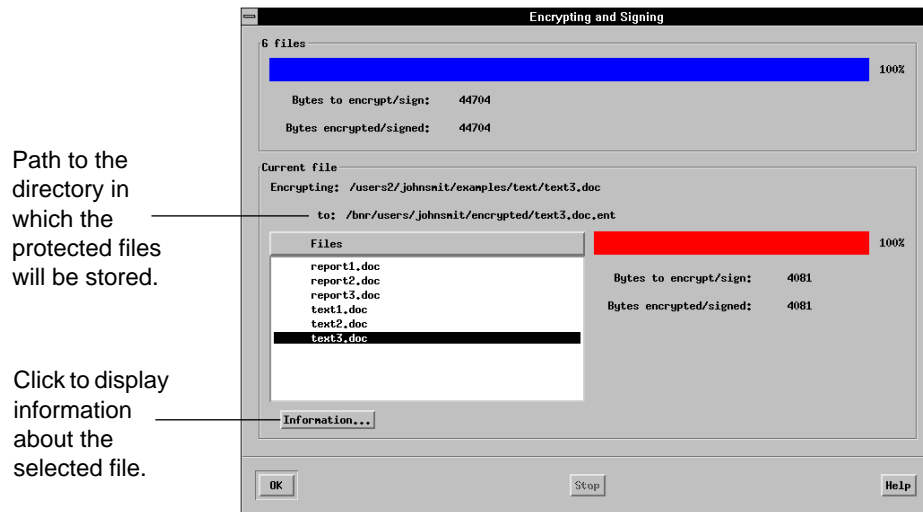 Encrypting and Signing
6 files
100%
Bytes to encrypt/sign: 44704
Bytes encrypted/signed: 44704
Path to the
directory in
which the
protected files
will be stored.
Current file
Encrypting: /users2/johnsmit/examples/text/text3.doc
to: /bnr/users/johnsmit/encrypted/text3.doc.ent
Files
100%
report1.doc
report2.doc
report3.doc
text1.doc
text2.doc
text3.doc
Bytes to encrypt/sign: 4081
Bytes encrypted/signed: 4081
Click to display
information
about the
selected file.
Information...
OK
Stop
Help